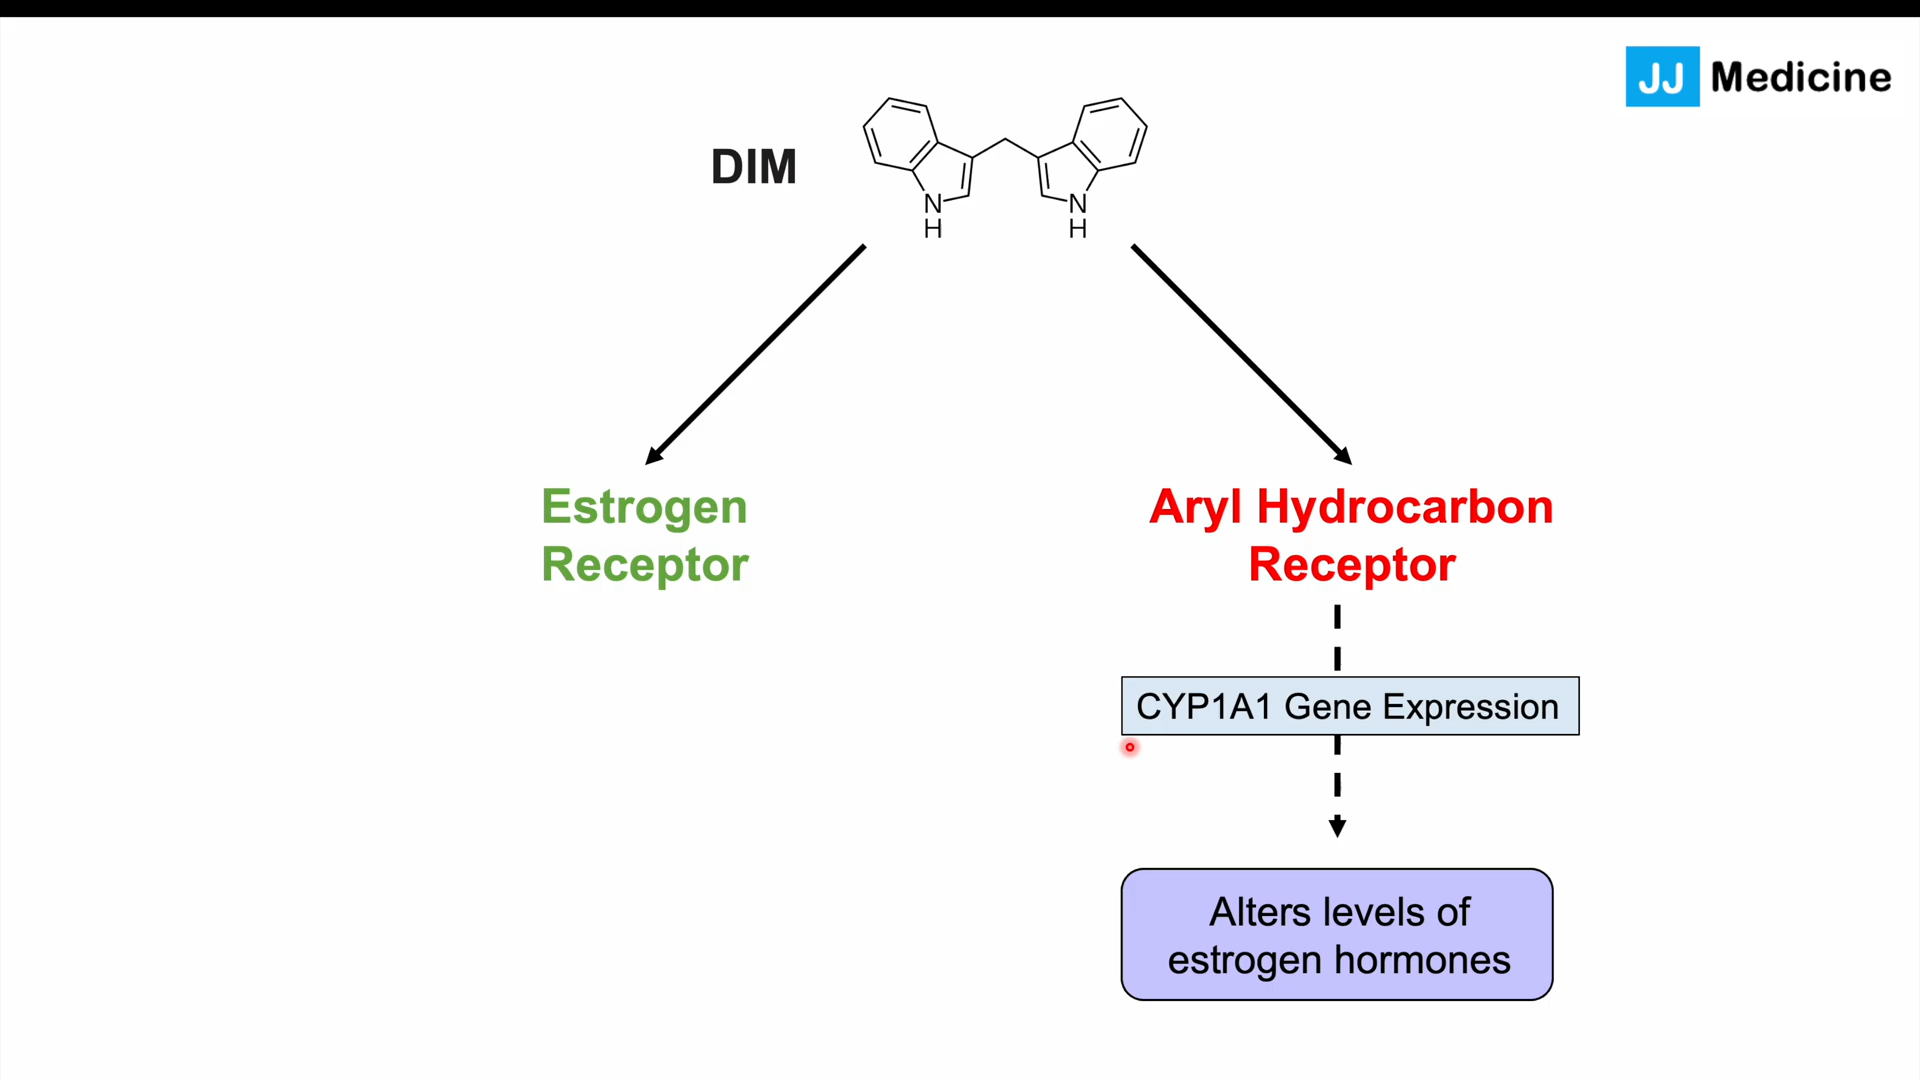 JJ Medicine
DIM
N
H
N
H
Estrogen
Receptor
Aryl Hydrocarbon
Receptor
CYP1A1 Gene Expression
Alters levels of
estrogen hormones